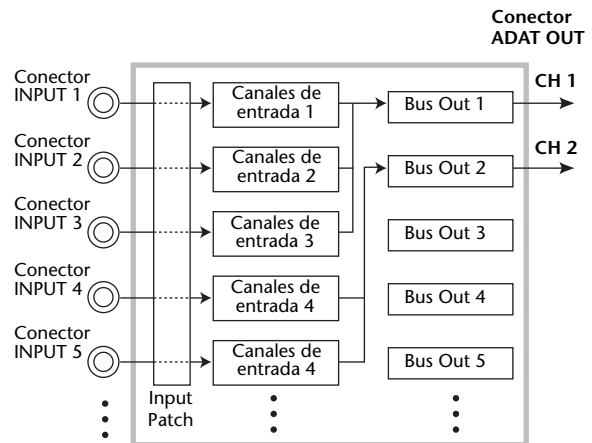 Conector
ADAT OUT
Conector
INPUT 1
Canales de
entrada 1
Bus Out 1
CH 1
Conector
INPUT 2
Canales de
entrada 2
Bus Out 2
CH 2
Conector
INPUT 3
Canales de
entrada 3
Bus Out 3
Conector
INPUT 4
Canales de
entrada 4
Bus Out 4
Conector
INPUT 5
Canales de
entrada 4
Bus Out 5
Input
Patch